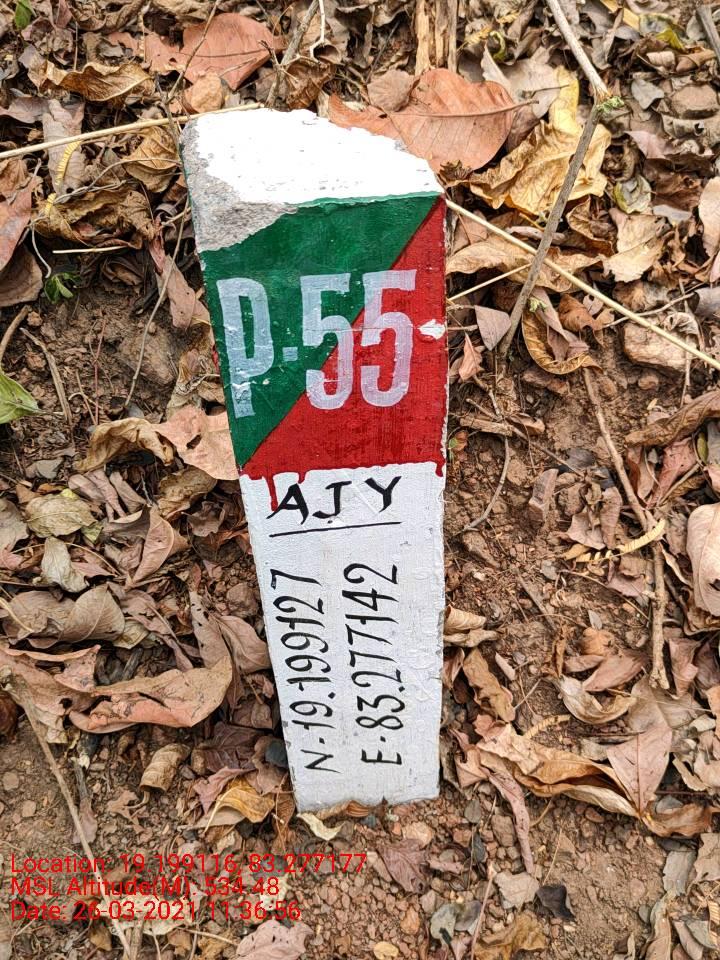 P-55
AJY
N-19.199127
E-83.277142
Location: 19.199116, 83.277177
MSL Altitude(M): 534.48
Date: 26-03-2021 11:36:56